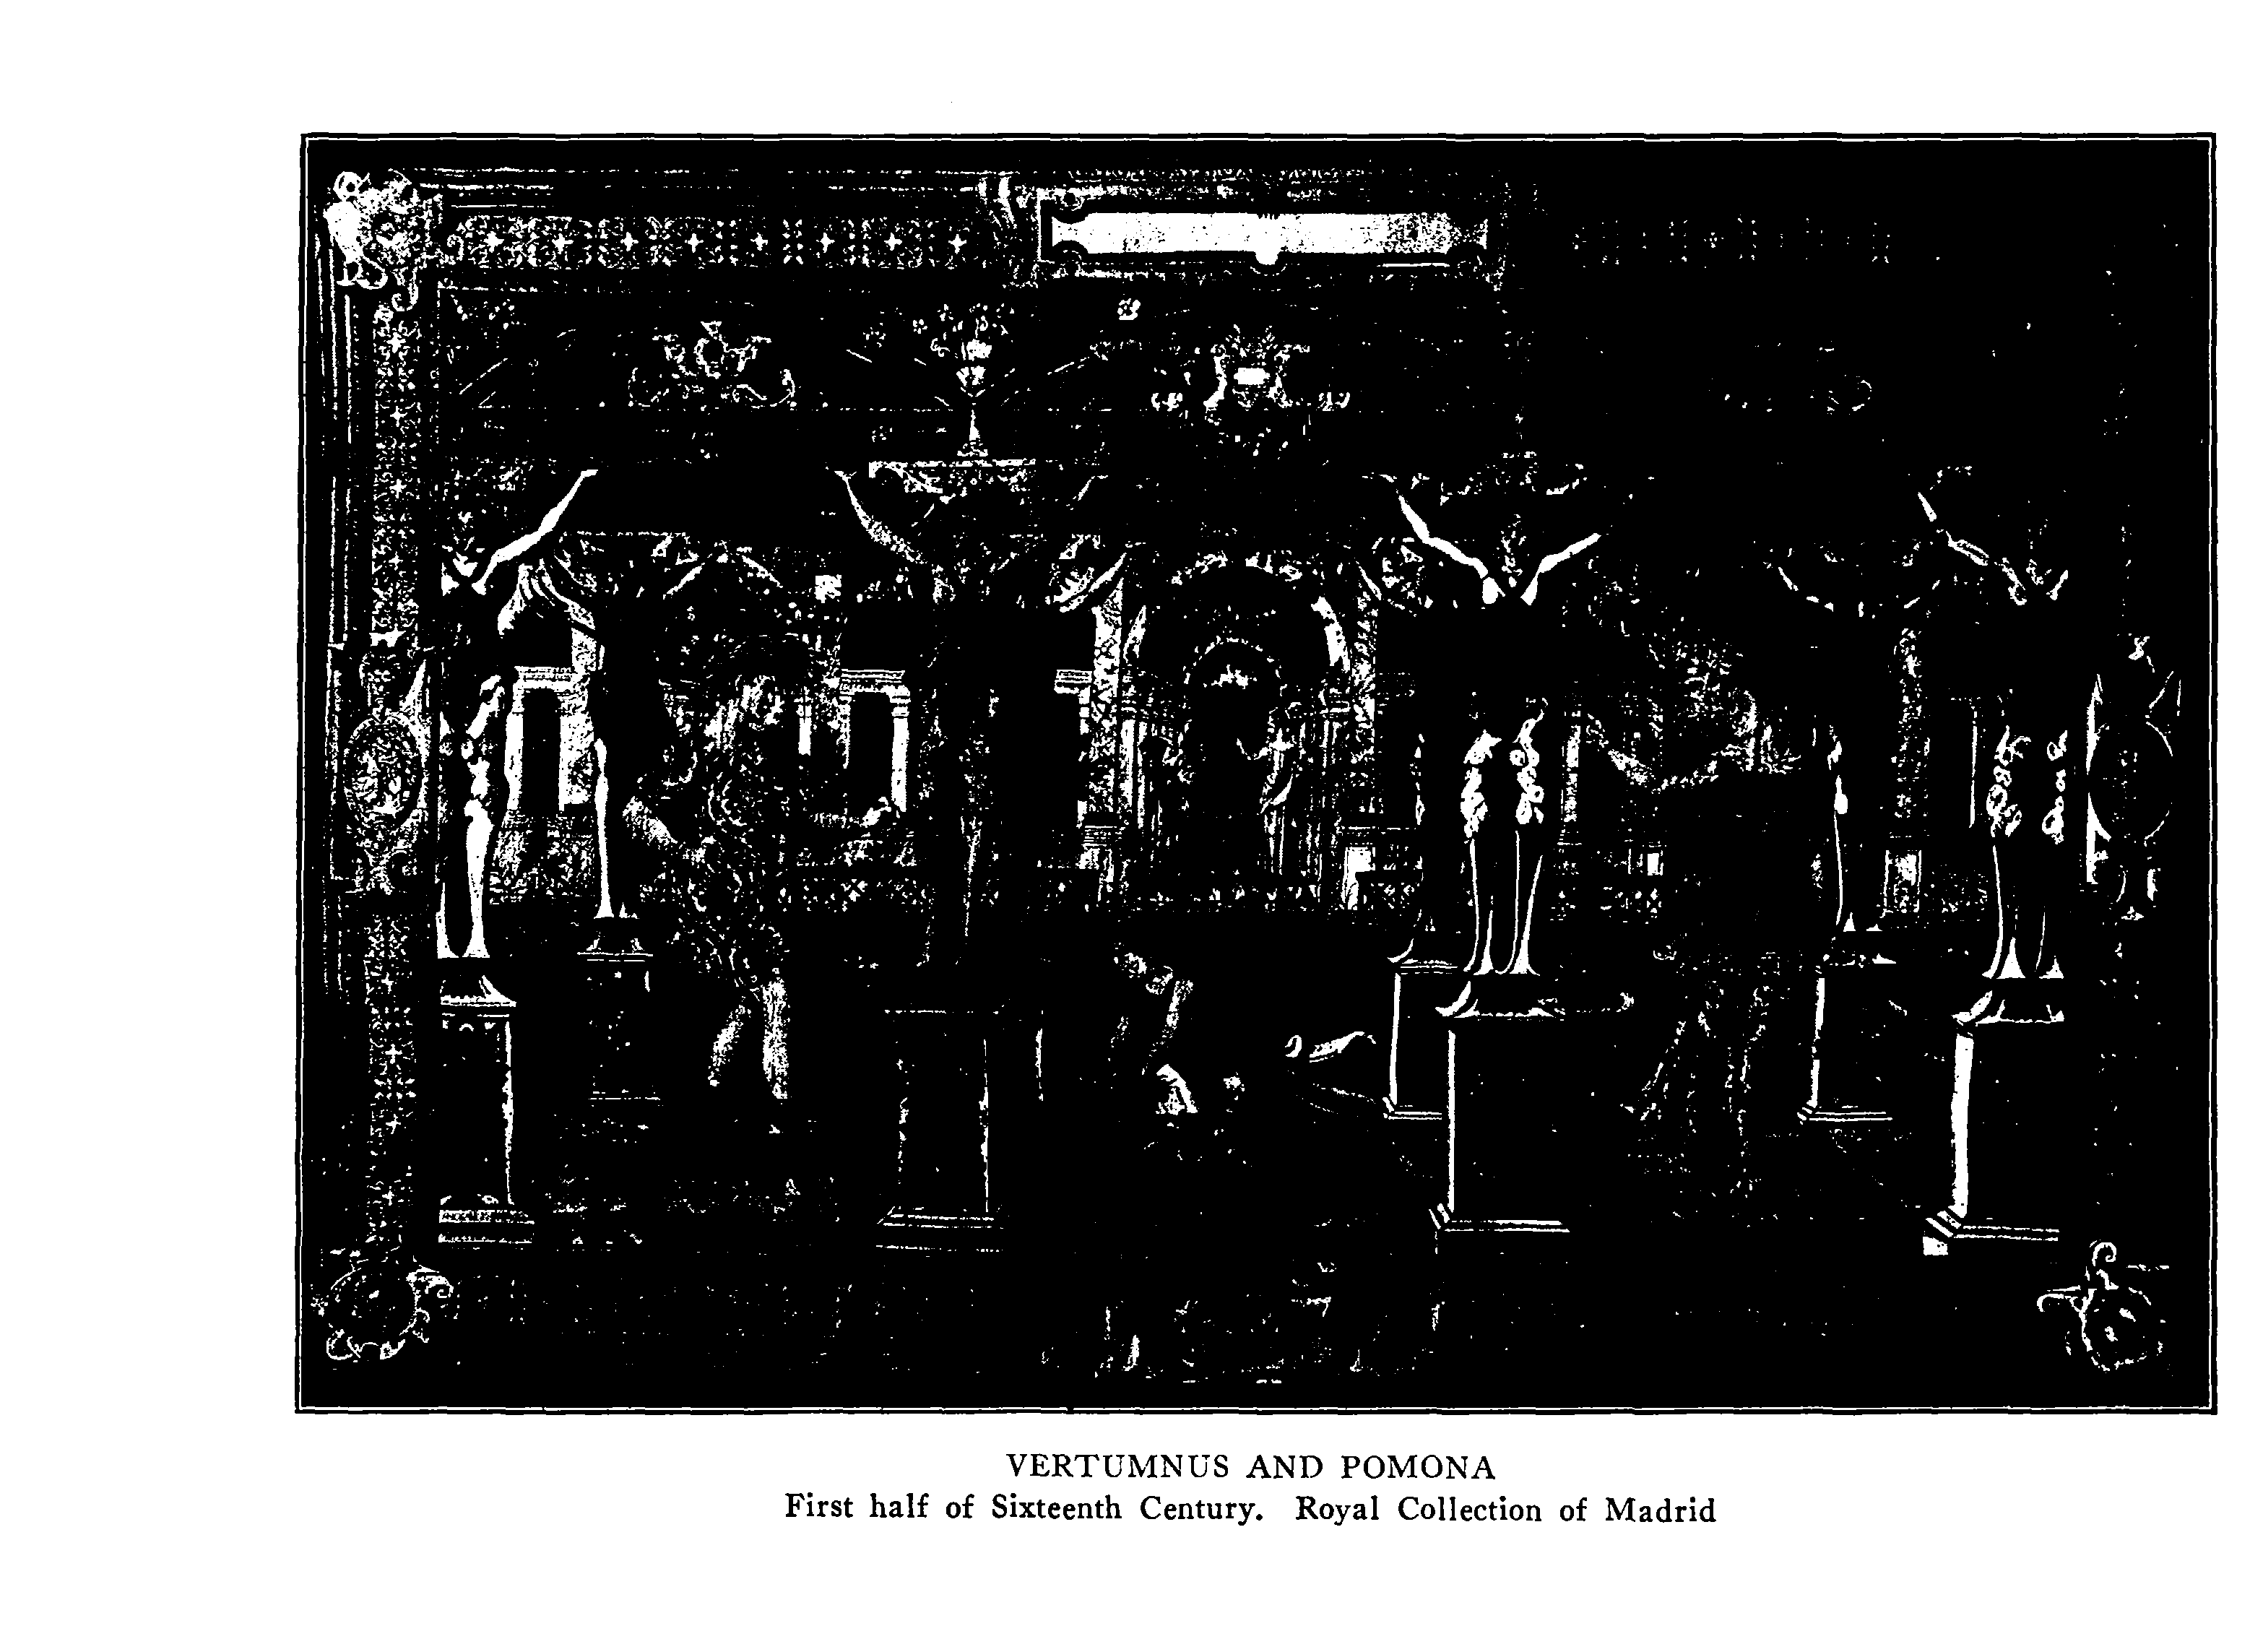 VERTUMNUS AND POMONA
First half of Sixteenth Century. Royal Collection of Madrid